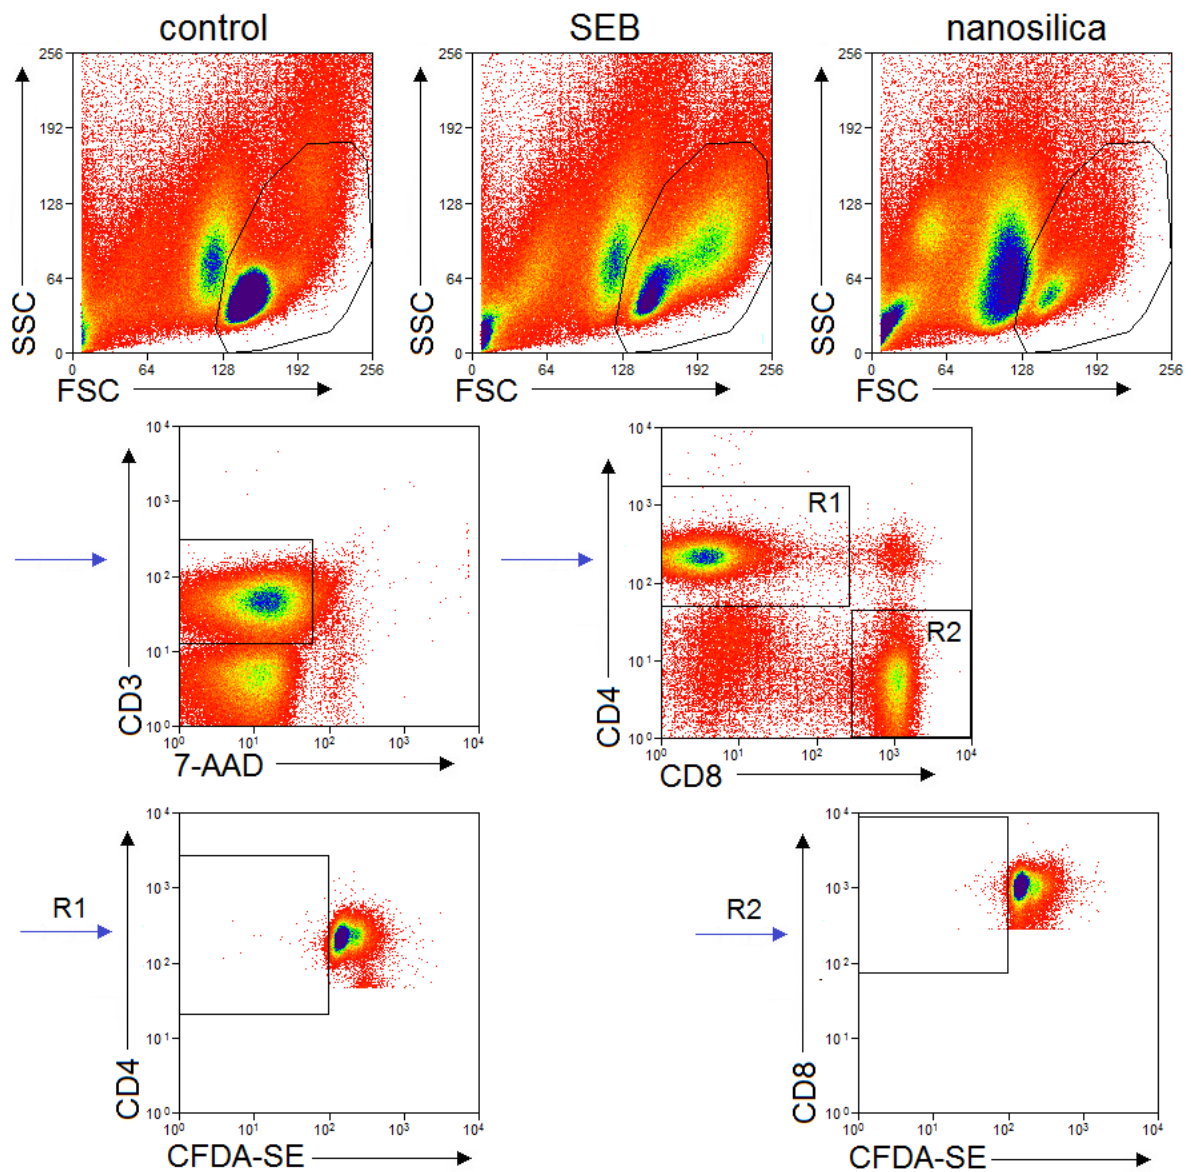 control SEB nanosilica
256 256 256
192 192 192
128 128 128
64 64 64
0 0 0
SSC SSC SSC
0 64 128 192 256 0 64 128 192 256 0 64 128 192 256
FSC FSC FSC
10⁴ 10⁴
10³ 10³
R1
10² 10²
R2
10¹ 10¹
10⁰ 10⁰
CD3 CD4
10⁰ 10¹ 10² 10³ 10⁴ 10⁰ 10¹ 10² 10³ 10⁴
7-AAD CD8
10⁴ 10⁴
10³ 10³
R1 R2
10² 10²
10¹ 10¹
10⁰ 10⁰
CD4 CD8
10⁰ 10¹ 10² 10³ 10⁴ 10⁰ 10¹ 10² 10³ 10⁴
CFDA-SE CFDA-SE